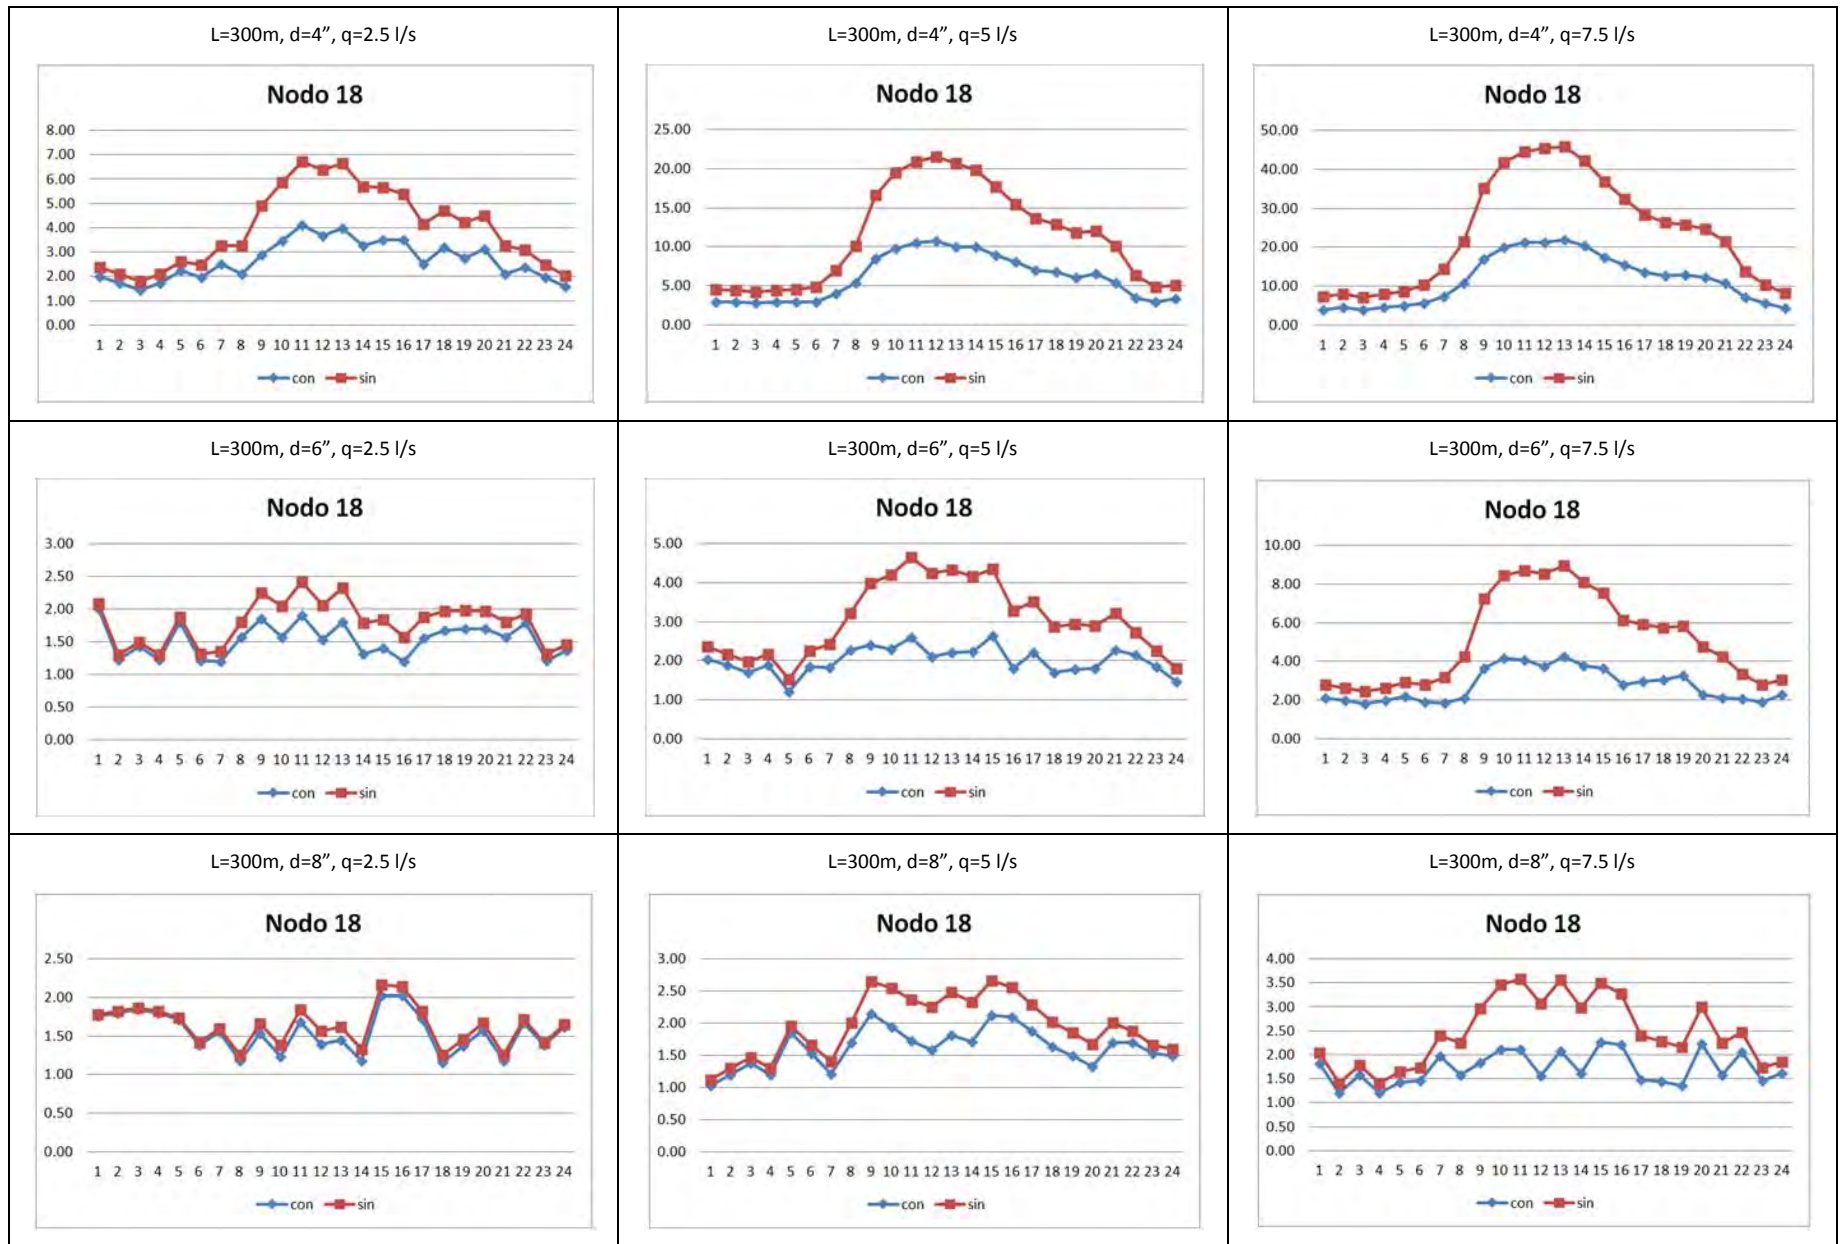 L=300m, d=4”, q=2.5 l/s
Nodo 18
8.00
7.00
6.00
5.00
4.00
3.00
2.00
1.00
0.00
1 2 3 4 5 6 7 8 9 10 11 12 13 14 15 16 17 18 19 20 21 22 23 24
con sin
L=300m, d=4”, q=5 l/s
Nodo 18
25.00
20.00
15.00
10.00
5.00
0.00
1 2 3 4 5 6 7 8 9 10 11 12 13 14 15 16 17 18 19 20 21 22 23 24
con sin
L=300m, d=4”, q=7.5 l/s
Nodo 18
50.00
40.00
30.00
20.00
10.00
0.00
1 2 3 4 5 6 7 8 9 10 11 12 13 14 15 16 17 18 19 20 21 22 23 24
con sin
L=300m, d=6”, q=2.5 l/s
Nodo 18
3.00
2.50
2.00
1.50
1.00
0.50
0.00
1 2 3 4 5 6 7 8 9 10 11 12 13 14 15 16 17 18 19 20 21 22 23 24
con sin
L=300m, d=6”, q=5 l/s
Nodo 18
5.00
4.00
3.00
2.00
1.00
0.00
1 2 3 4 5 6 7 8 9 10 11 12 13 14 15 16 17 18 19 20 21 22 23 24
con sin
L=300m, d=6”, q=7.5 l/s
Nodo 18
10.00
8.00
6.00
4.00
2.00
0.00
1 2 3 4 5 6 7 8 9 10 11 12 13 14 15 16 17 18 19 20 21 22 23 24
con sin
L=300m, d=8”, q=2.5 l/s
Nodo 18
2.50
2.00
1.50
1.00
0.50
0.00
1 2 3 4 5 6 7 8 9 10 11 12 13 14 15 16 17 18 19 20 21 22 23 24
con sin
L=300m, d=8”, q=5 l/s
Nodo 18
3.00
2.50
2.00
1.50
1.00
0.50
0.00
1 2 3 4 5 6 7 8 9 10 11 12 13 14 15 16 17 18 19 20 21 22 23 24
con sin
L=300m, d=8”, q=7.5 l/s
Nodo 18
4.00
3.50
3.00
2.50
2.00
1.50
1.00
0.50
0.00
1 2 3 4 5 6 7 8 9 10 11 12 13 14 15 16 17 18 19 20 21 22 23 24
con sin